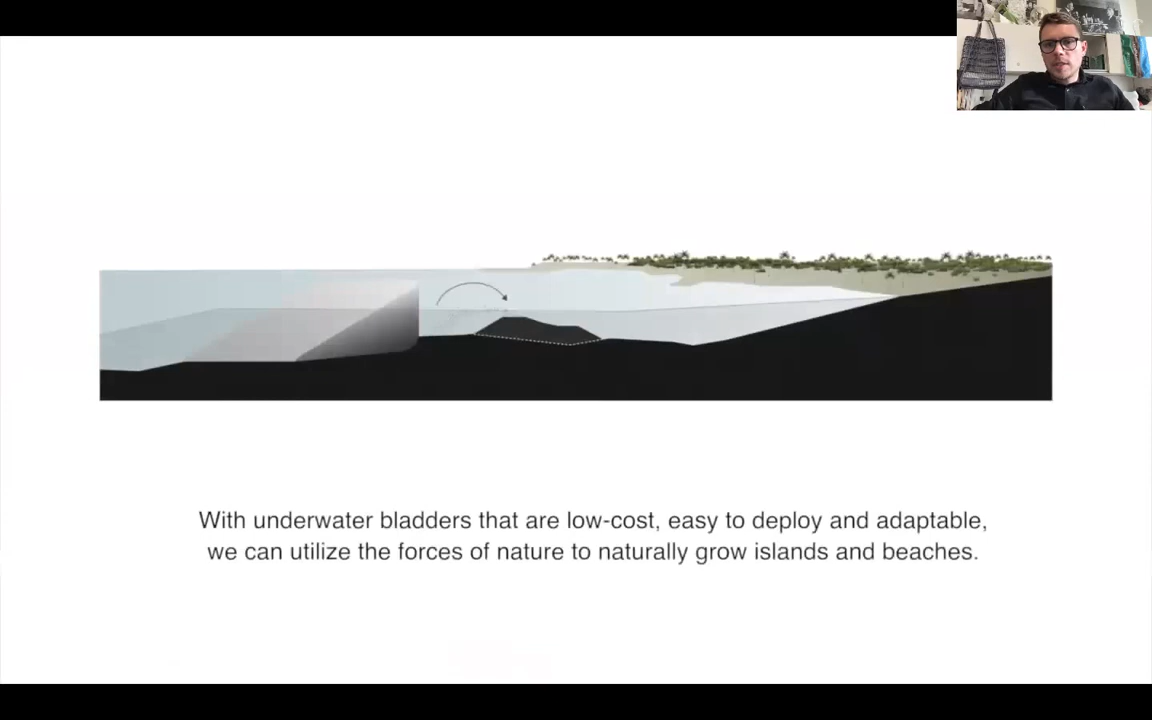 With underwater bladders that are low-cost, easy to deploy and adaptable,
we can utilize the forces of nature to naturally grow islands and beaches.